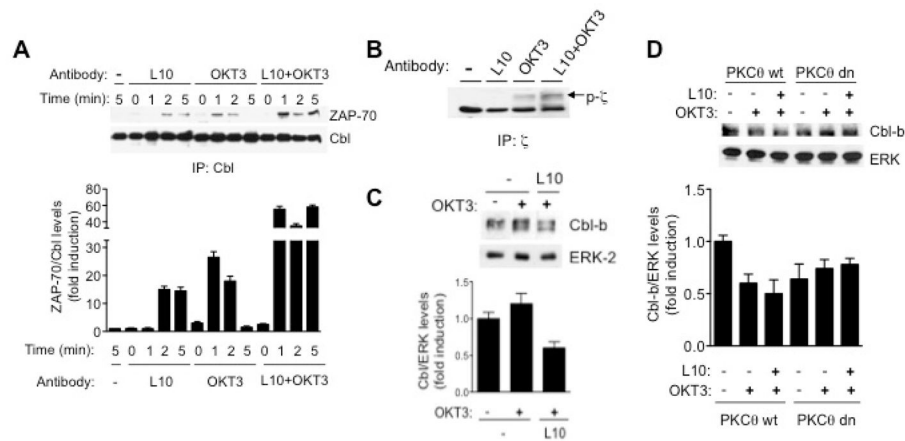 A
Antibody: - L10 OKT3 L10+OKT3
Time (min): 5 0 1 2 5 0 1 2 5 0 1 2 5
ZAP-70
Cbl
IP: Cbl
ZAP-70/Cbl levels
(fold induction)
80
60
40
30
20
10
0
Time (min): 5 0 1 2 5 0 1 2 5 0 1 2 5
Antibody: - L10 OKT3 L10+OKT3
B
Antibody: - L10 OKT3 L10+OKT3
p-ζ
IP: ζ
C
- L10
OKT3: - + +
Cbl-b
ERK-2
Cbl/ERK levels
(fold induction)
1.5
1.0
0.5
0.0
OKT3: - + +
- L10
D
PKCθ wt PKCθ dn
L10: - - + - - +
OKT3: - + + - + +
Cbl-b
ERK
Cbl-b/ERK levels
(fold induction)
1.5
1.0
0.5
0.0
L10: - - + - - +
OKT3: - + + - + +
PKCθ wt PKCθ dn